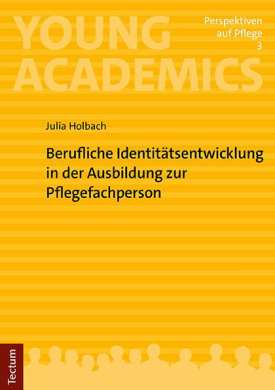 YOUNG
ACADEMICS
Perspektiven
auf Pflege
3
Julia Holbach
Berufliche Identitätsentwicklung
in der Ausbildung zur
Pflegefachperson
Tectum